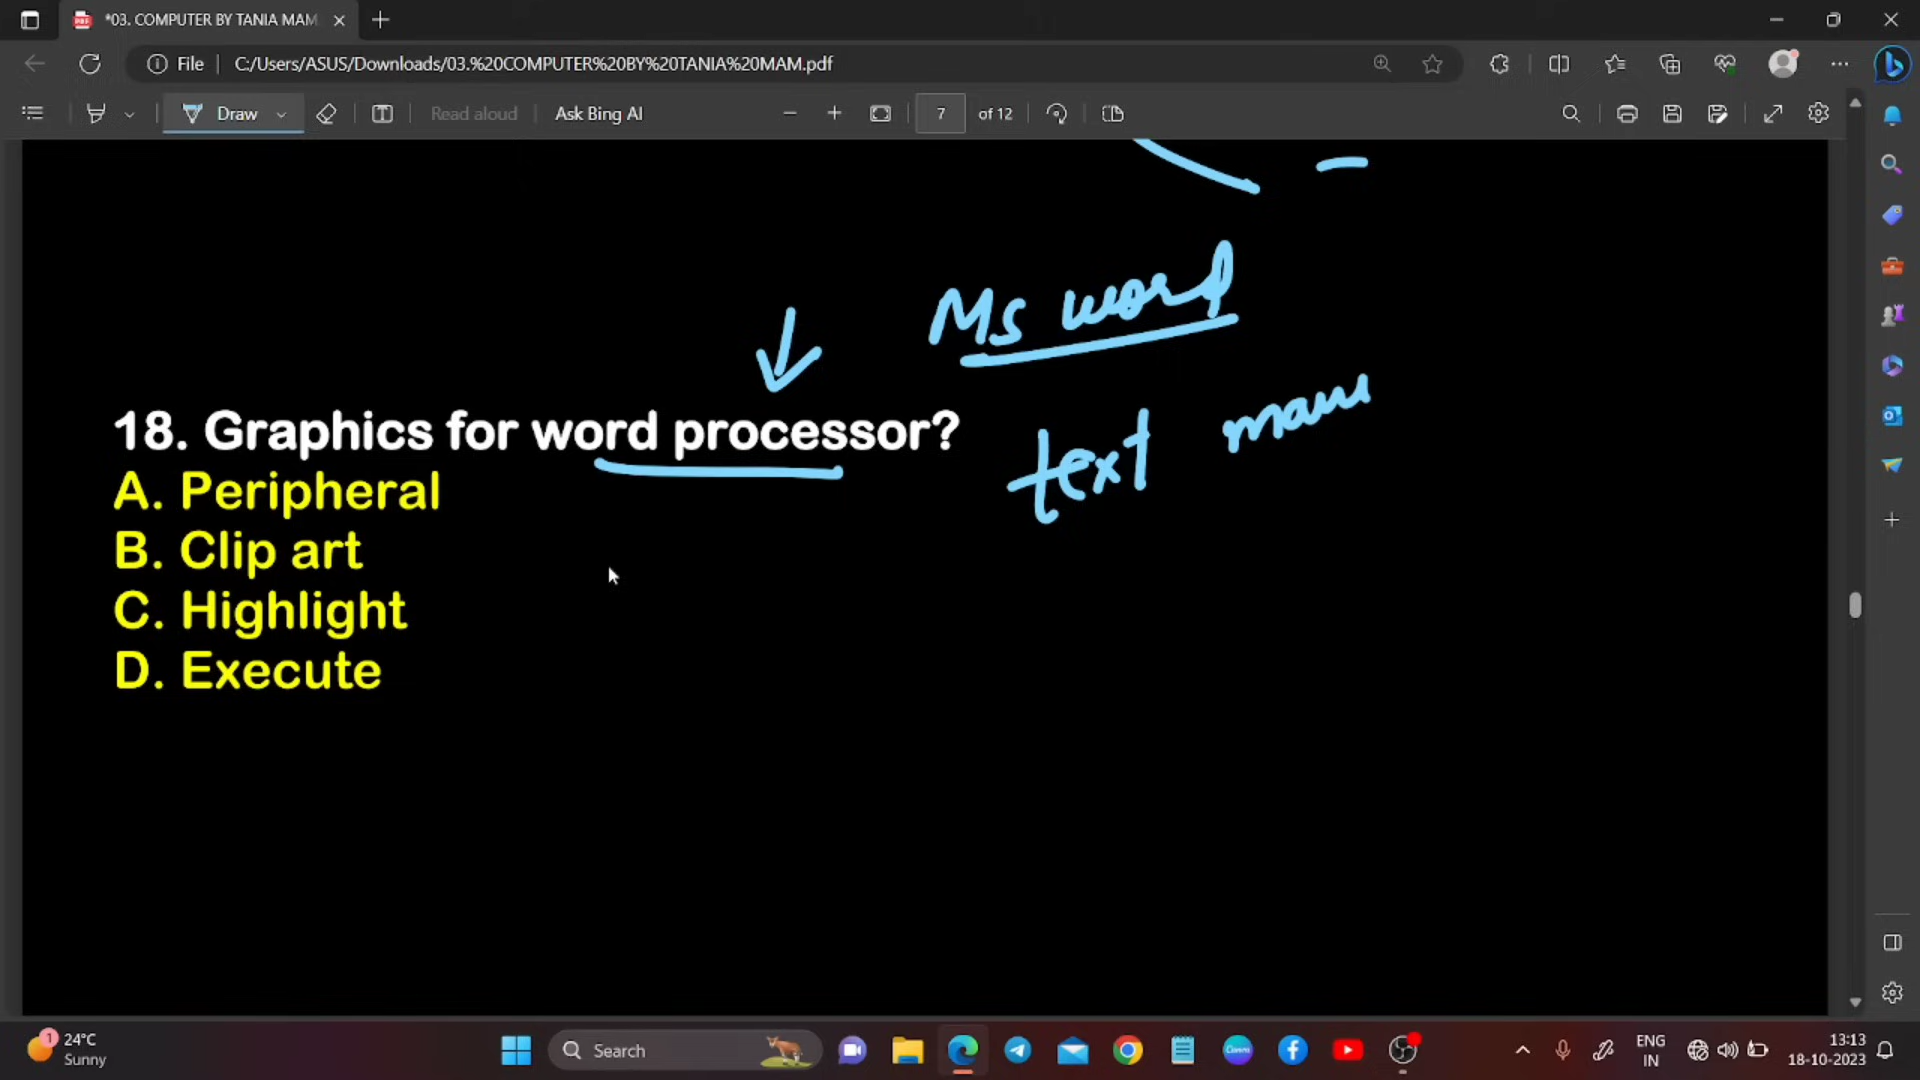 *03. COMPUTER BY TANIA MAM
File
C:/Users/ASUS/Downloads/03.%20COMPUTER%20BY%20TANIA%20MAM.pdf
Draw
Read aloud
Ask Bing AI
7
of 12
Ms word
18. Graphics for word processor?
text
A. Peripheral
B. Clip art
C. Highlight
D. Execute
1
24°C
Sunny
Search
ENG
IN
13:13
18-10-2023